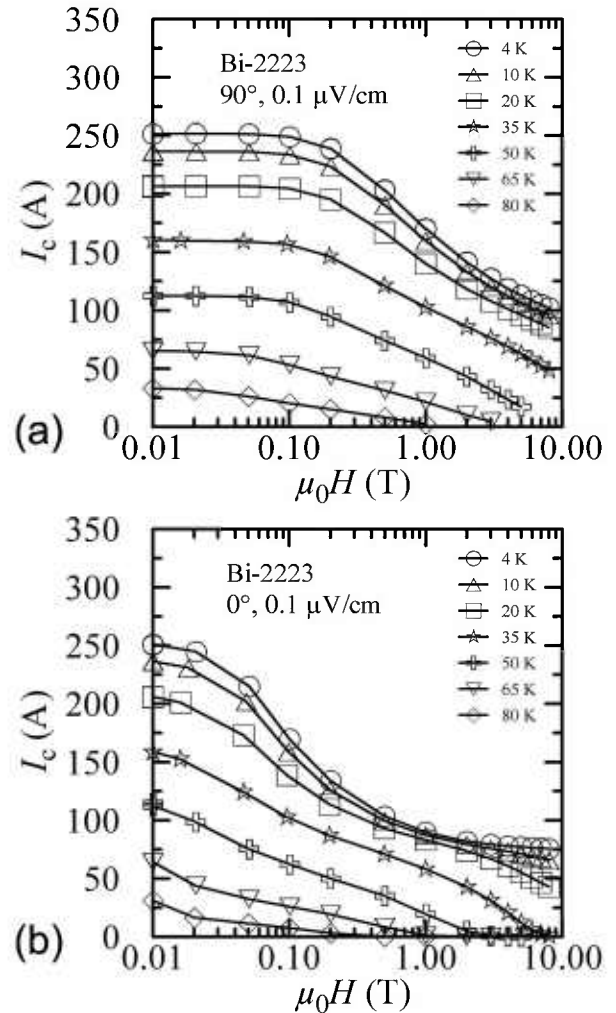 350
300
250
200
150
100
50
0
I_c (A)
Bi-2223
90°, 0.1 μV/cm
4 K
10 K
20 K
35 K
50 K
65 K
80 K
(a)
0.01 0.10 1.00 10.00
μ₀H (T)
350
300
250
200
150
100
50
0
I_c (A)
Bi-2223
0°, 0.1 μV/cm
4 K
10 K
20 K
35 K
50 K
65 K
80 K
(b)
0.01 0.10 1.00 10.00
μ₀H (T)